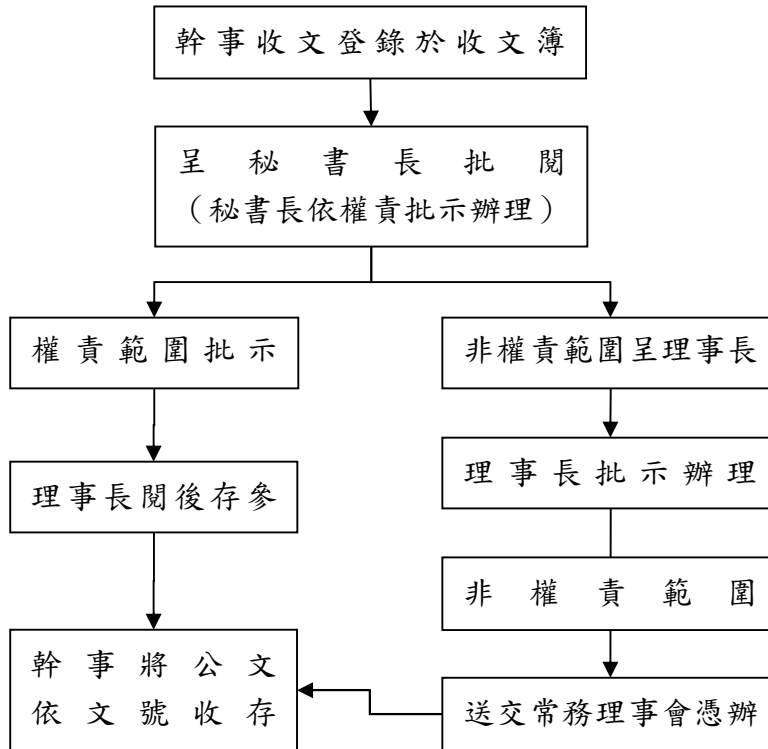 幹事收文登錄於收文簿
呈秘書長批閱
（秘書長依權責批示辦理）
權責範圍批示
非權責範圍呈理事長
理事長閱後存參
理事長批示辦理
非權責範圍
幹事將公文
依文號收存
送交常務理事會憑辦